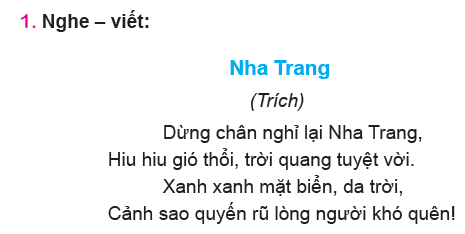 1. Nghe – viết:
Nha Trang
(Trích)
Dừng chân nghỉ lại Nha Trang,
Hiu hiu gió thổi, trời quang tuyệt vời.
Xanh xanh mặt biển, da trời,
Cảnh sao quyến rũ lòng người khó quên!